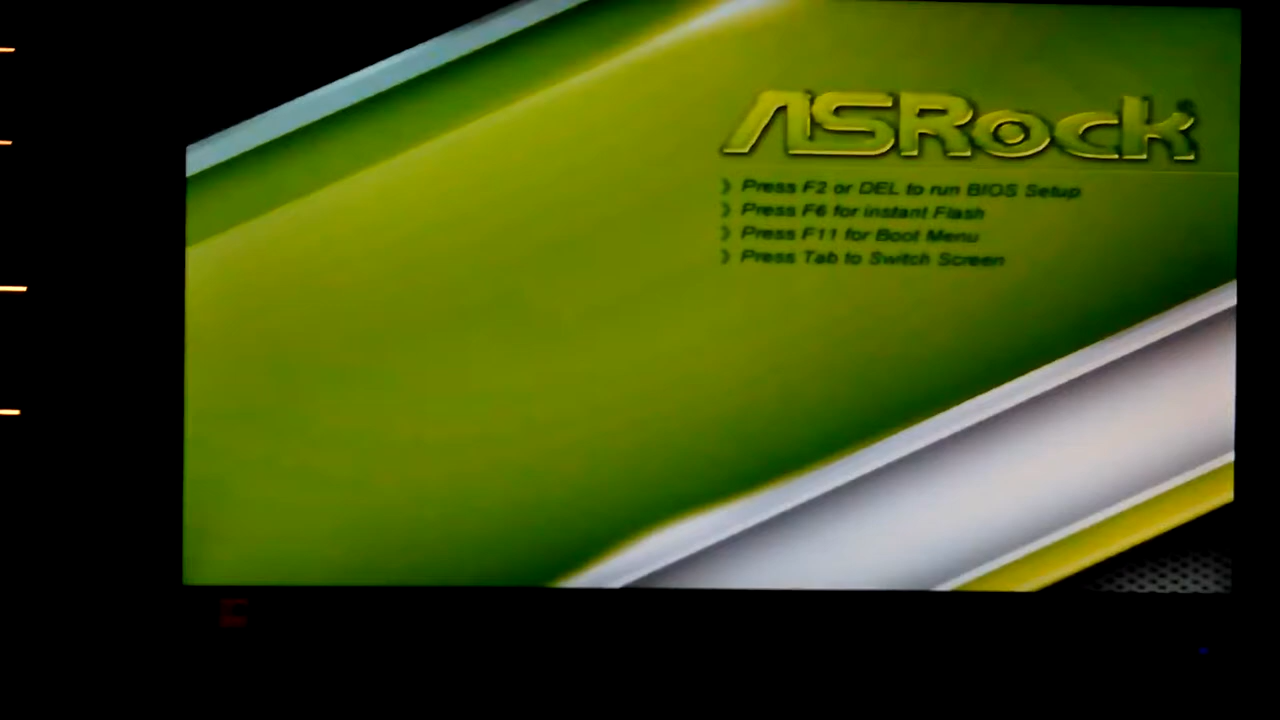 ASRock
Press F2 or DEL to run BIOS Setup
Press F6 for instant Flash
Press F11 for Boot Menu
Press Tab to Switch Screen